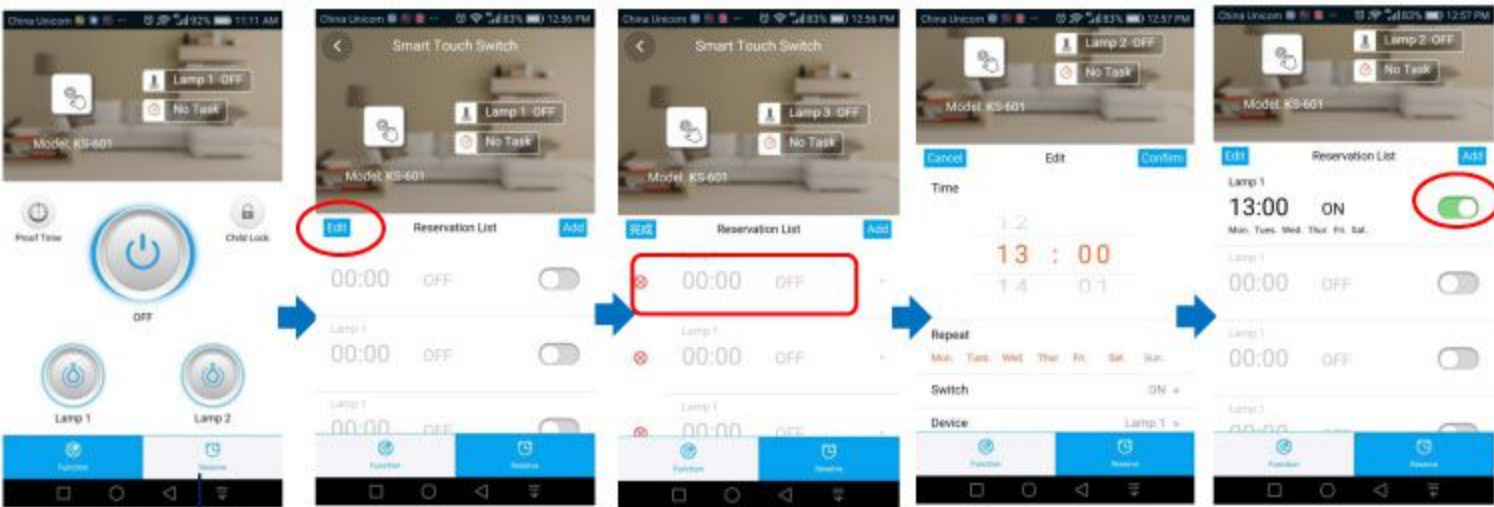 China Unicom 92% 11:11 AM
Lamp 1 OFF
No Task
Model: KS-601
Proof Time
Child Lock
OFF
Lamp 1
Lamp 2
Function
Reserve
China Unicom 83% 12:56 PM
Smart Touch Switch
Lamp 1 OFF
No Task
Model: KS-601
Edit Reservation List Add
00:00 OFF
Lamp 1
00:00 OFF
Lamp 1
00:00 OFF
Function
Reserve
China Unicom 83% 12:56 PM
Smart Touch Switch
Lamp 3 OFF
No Task
Model: KS-601
完成 Reservation List Add
00:00 OFF
Lamp 1
00:00 OFF
Lamp 1
00:00 OFF
Function
Reserve
China Unicom 83% 12:57 PM
Lamp 2 OFF
No Task
Model: KS-601
Cancel Edit Confirm
Time
12
13 : 00
14 01
Repeat
Mon. Tues. Wed. Thur. Fri. Sat. Sun.
Switch ON
Device Lamp 1
Function
Reserve
China Unicom 83% 12:57 PM
Lamp 2 OFF
No Task
Model: KS-601
Edit Reservation List Add
Lamp 1
13:00 ON
Mon. Tues. Wed. Thur. Fri. Sat.
Lamp 1
00:00 OFF
Lamp 1
00:00 OFF
Lamp 1
00:00 OFF
Function
Reserve